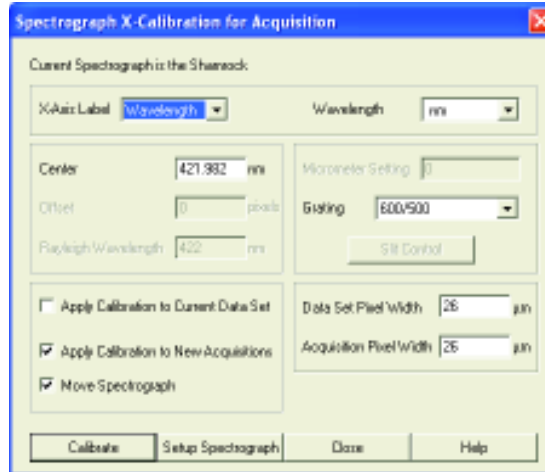 Spectrograph X-Calibration for Acquisition
Current Spectrograph is the Shamrock
X-Axis Label Wavelength Wavelength nm
Center 421.982 nm
Offset 0 pixels
Rayleigh Wavelength 422 nm
Micrometer Setting 0
Grating 600/500
Slit Control
Apply Calibration to Current Data Set
Apply Calibration to New Acquisitions
Move Spectrograph
Data Set Pixel Width 26 µm
Acquisition Pixel Width 26 µm
Calibrate Setup Spectrograph Close Help